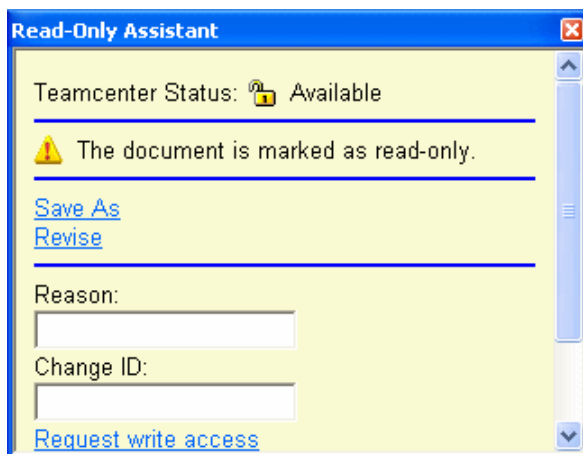 Read-Only Assistant
Teamcenter Status: Available
The document is marked as read-only.
Save As
Revise
Reason:
Change ID:
Request write access